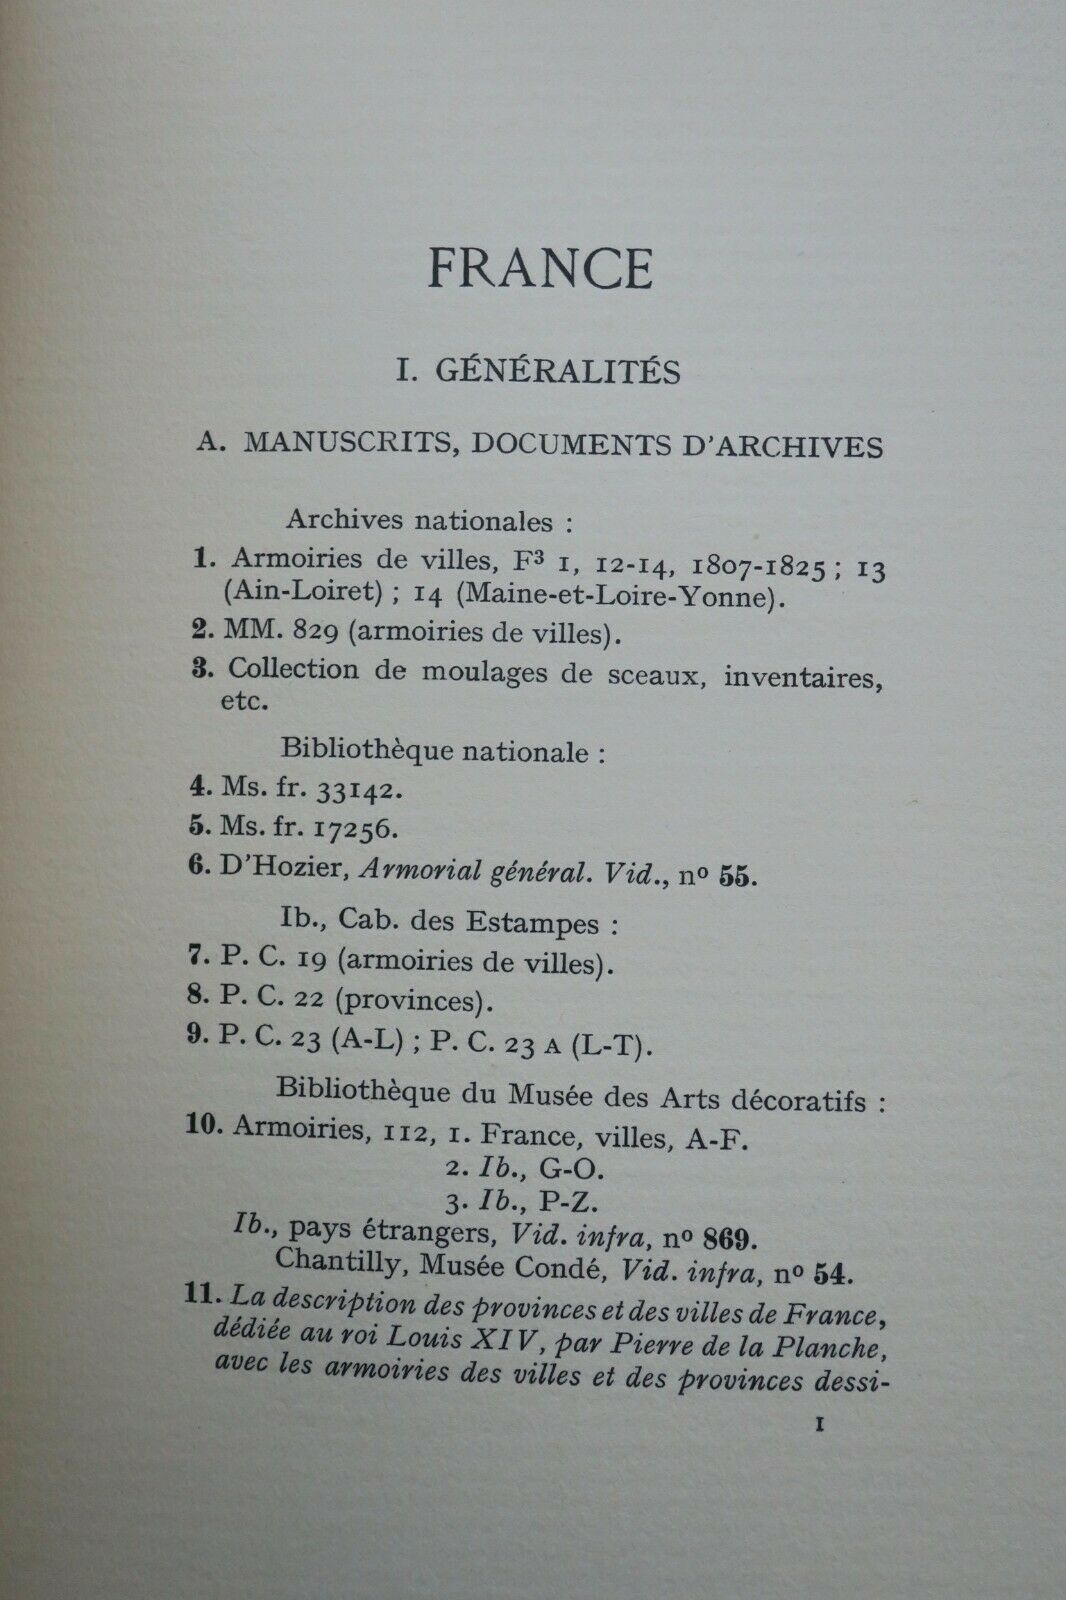 FRANCE
I. GÉNÉRALITÉS
A. MANUSCRITS, DOCUMENTS D'ARCHIVES
Archives nationales :
1. Armoiries de villes, F³ 1, 12-14, 1807-1825 ; 13
(Ain-Loiret) ; 14 (Maine-et-Loire-Yonne).
2. MM. 829 (armoiries de villes).
3. Collection de moulages de sceaux, inventaires,
etc.
Bibliothèque nationale :
4. Ms. fr. 33142.
5. Ms. fr. 17256.
6. D'Hozier, Armorial général. Vid., nº 55.
Ib., Cab. des Estampes :
7. P. C. 19 (armoiries de villes).
8. P. C. 22 (provinces).
9. P. C. 23 (A-L) ; P. C. 23 A (L-T).
Bibliothèque du Musée des Arts décoratifs :
10. Armoiries, 112, 1. France, villes, A-F.
2. Ib., G-O.
3. Ib., P-Z.
Ib., pays étrangers, Vid. infra, nº 869.
Chantilly, Musée Condé, Vid. infra, nº 54.
11. La description des provinces et des villes de France,
dédiée au roi Louis XIV, par Pierre de la Planche,
avec les armoiries des villes et des provinces dessi-
1